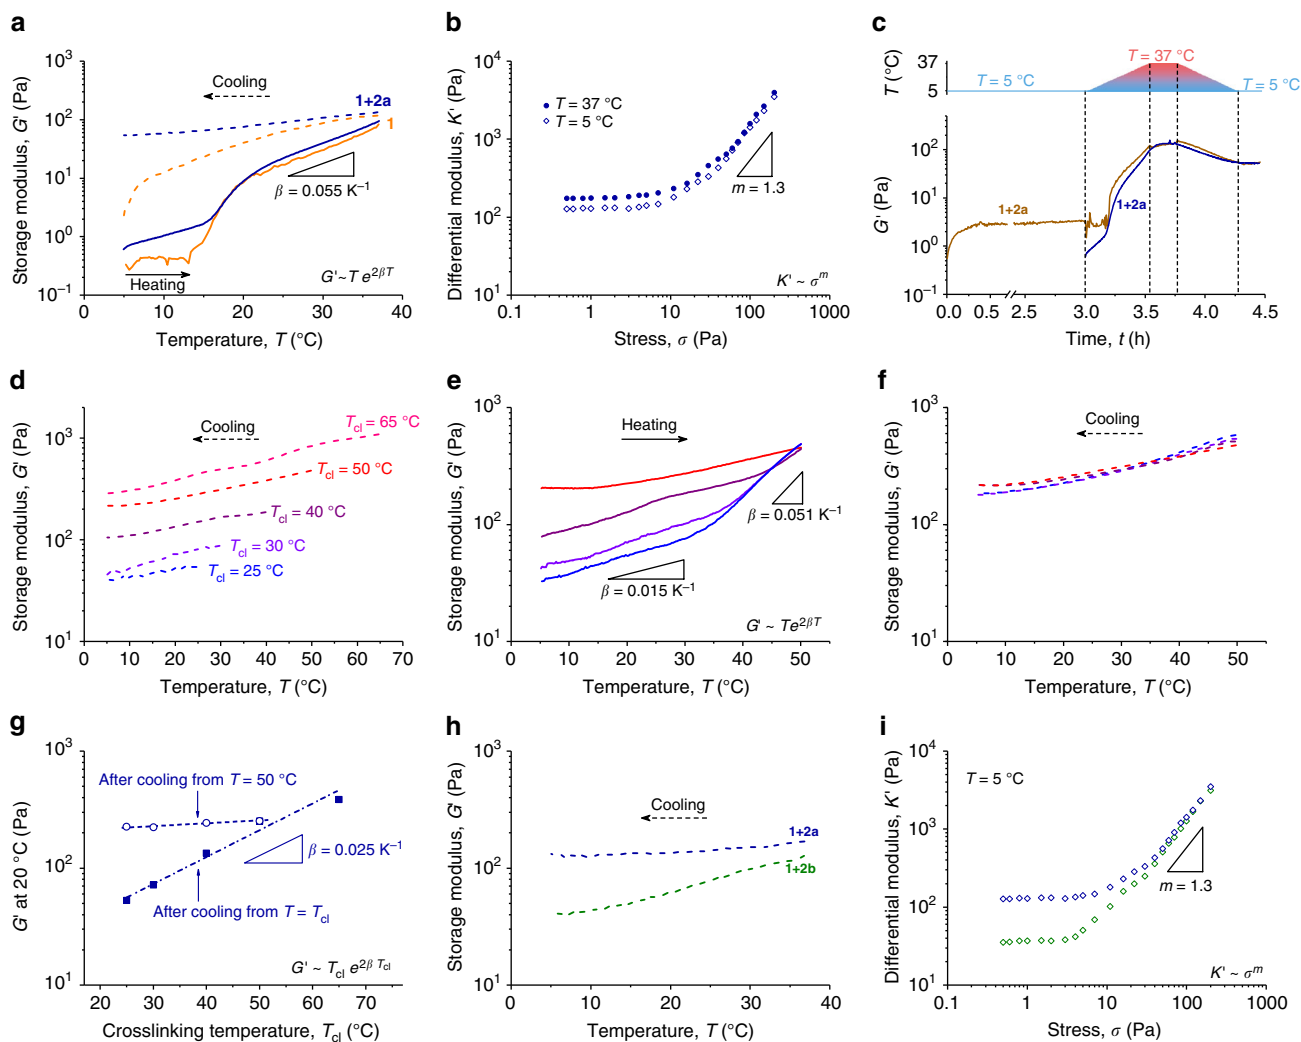 a
10³
10²
10¹
10⁰
10⁻¹
Storage modulus, G' (Pa)
Cooling
1+2a
1
β = 0.055 K⁻¹
Heating
G'~T e^{2βT}
0 10 20 30 40
Temperature, T (°C)
b
10⁴
10³
10²
10¹
Differential modulus, K' (Pa)
T = 37 °C
T = 5 °C
m = 1.3
K' ~ σ^m
0.1 1 10 100 1000
Stress, σ (Pa)
c
T (°C)
37
5
T = 5 °C
T = 37 °C
T = 5 °C
G' (Pa)
10²
10¹
10⁰
10⁻¹
1+2a
1+2a
0.0 0.5 2.5 3.0 3.5 4.0 4.5
Time, t (h)
d
10³
10²
10¹
Storage modulus, G' (Pa)
Cooling
T_cl = 65 °C
T_cl = 50 °C
T_cl = 40 °C
T_cl = 30 °C
T_cl = 25 °C
0 10 20 30 40 50 60 70
Temperature, T (°C)
e
10³
10²
10¹
Storage modulus, G' (Pa)
Heating
β = 0.051 K⁻¹
β = 0.015 K⁻¹
G' ~ Te^{2βT}
0 10 20 30 40 50
Temperature, T (°C)
f
10³
10²
10¹
Storage modulus, G' (Pa)
Cooling
0 10 20 30 40 50
Temperature, T (°C)
g
10³
10²
10¹
G' at 20 °C (Pa)
After cooling from T = 50 °C
β = 0.025 K⁻¹
After cooling from T = T_cl
G' ~ T_cl e^{2β T_cl}
20 30 40 50 60 70
Crosslinking temperature, T_cl (°C)
h
10³
10²
10¹
Storage modulus, G' (Pa)
Cooling
1+2a
1+2b
0 10 20 30 40
Temperature, T (°C)
i
10⁴
10³
10²
10¹
Differential modulus, K' (Pa)
T = 5 °C
m = 1.3
K' ~ σ^m
0.1 1 10 100 1000
Stress, σ (Pa)